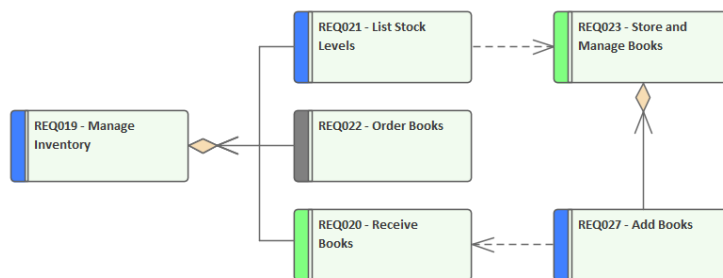 REQ021 - List Stock
Levels
REQ023 - Store and
Manage Books
REQ019 - Manage
Inventory
REQ022 - Order Books
REQ020 - Receive
Books
REQ027 - Add Books